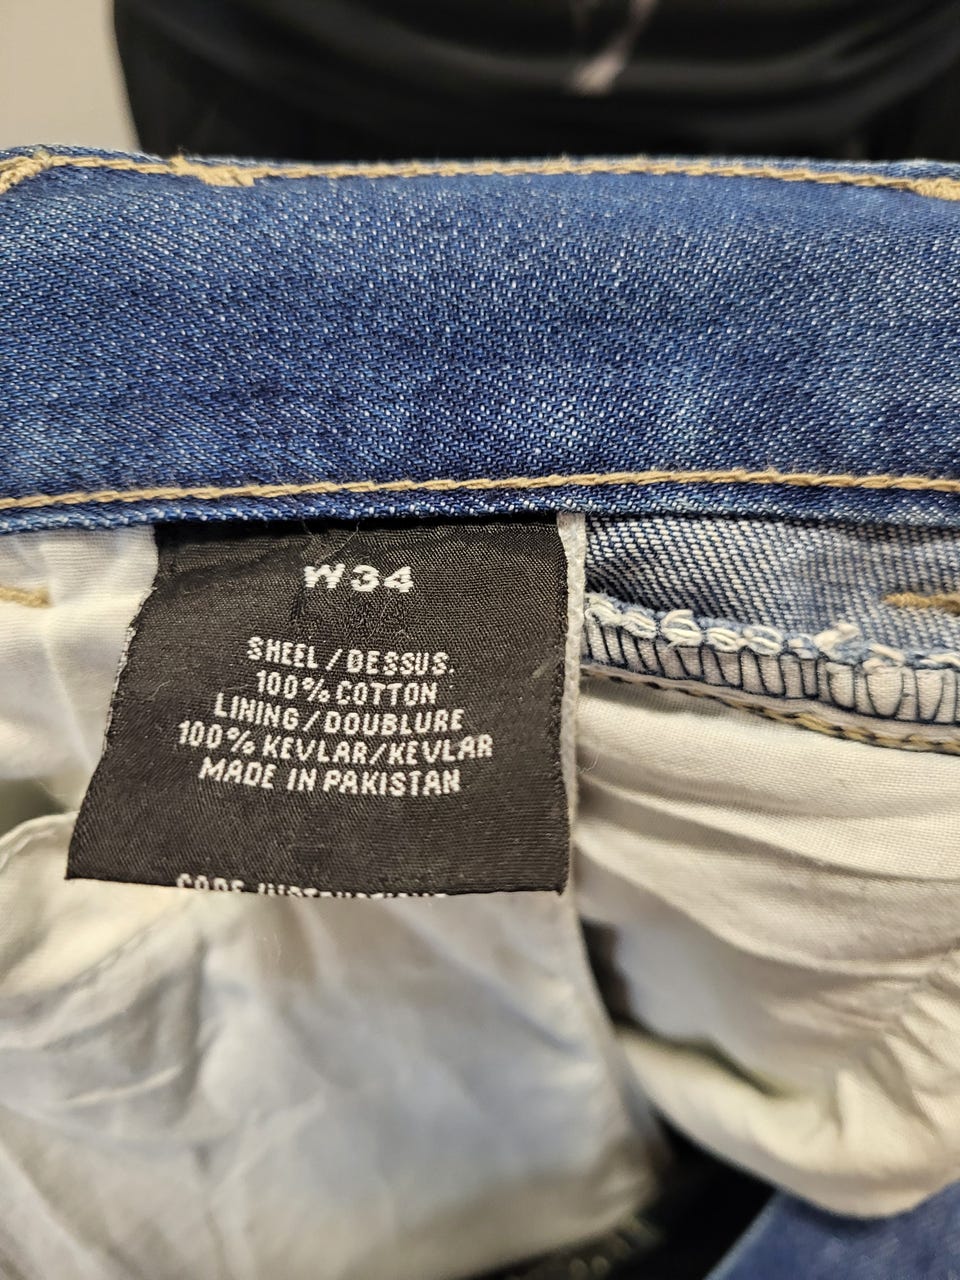 W34
SHEEL / DESSUS.
100% COTTON
LINING / DOUBLURE
100% KEVLAR/KEVLAR
MADE IN PAKISTAN